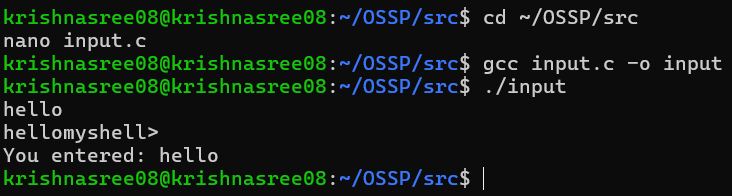 krishnasree08@krishnasree08:~/OSSP/src$ cd ~/OSSP/src
nano input.c
krishnasree08@krishnasree08:~/OSSP/src$ gcc input.c -o input
krishnasree08@krishnasree08:~/OSSP/src$ ./input
hello
hellomyshell>
You entered: hello
krishnasree08@krishnasree08:~/OSSP/src$